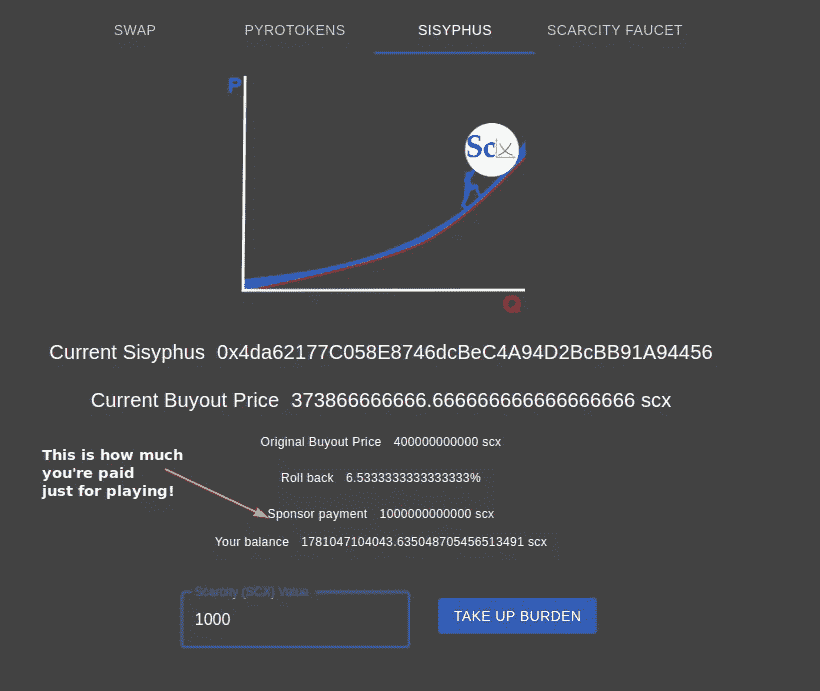 SWAP PYROTOKENS SISYPHUS SCARCITY FAUCET
P
Sc
Q
Current Sisyphus 0x4da62177C058E8746dcBeC4A94D2BcBB91A94456
Current Buyout Price 373866666666.666666666666666666 scx
Original Buyout Price 400000000000 scx
This is how much
you're paid
just for playing!
Roll back 6.5333333333333333%
Sponsor payment 1000000000000 scx
Your balance 1781047104043.635048705456513491 scx
Scarcity (SCX) Value
1000
TAKE UP BURDEN